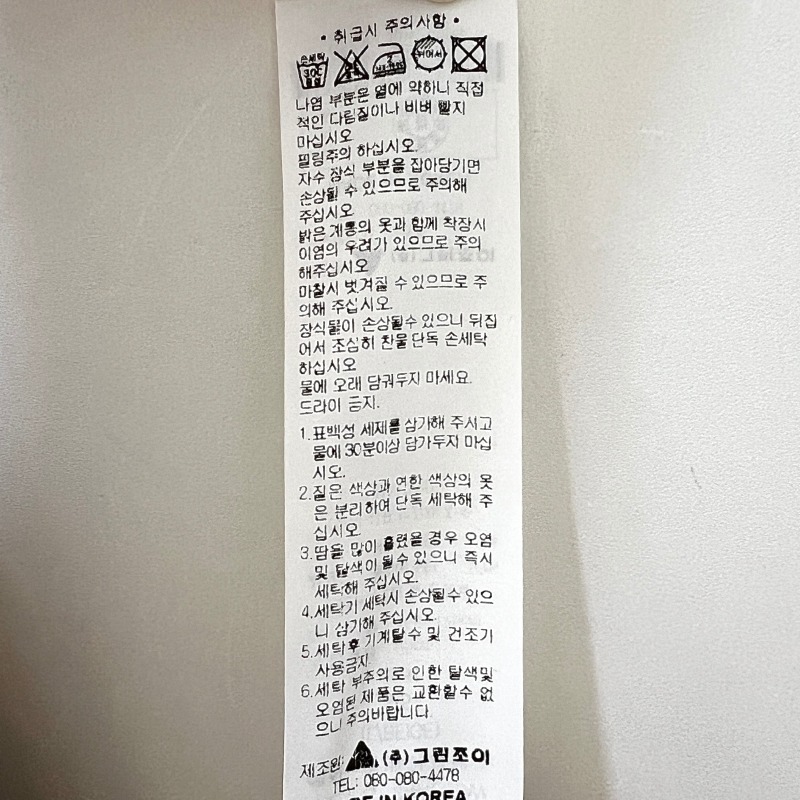 • 취급시 주의사항 •
손세탁
30℃
중성
뉘어서
나염 부분은 열에 약하니 직접
적인 다림질이나 비벼 빨지
마십시오
필링주의 하십시오.
자수 장식 부분을 잡아당기면
손상될 수 있으므로 주의해
주십시오
밝은 계통의 옷과 함께 착장시
이염의 우려가 있으므로 주의
해주십시오
마찰시 벗겨질 수 있으므로 주
의해 주십시오.
장식물이 손상될수 있으니 뒤집
어서 조심히 찬물단독 손세탁
하십시오
물에 오래 담궈두지 마세요.
드라이 금지.
1.표백성 세제를 삼가해 주시고
물에 30분이상 담가두지 마십
시오.
2.짙은 색상과 연한 색상의 옷
은 분리하여 단독 세탁해 주
십시오
3.땀을 많이 흘렸을 경우 오염
및 탈색이 될수 있으니 즉시
세탁해 주십시오.
4.세탁기 세탁시 손상될수 있으
니 삼가해 주십시오.
5.세탁후 기계탈수 및 건조기
사용금지
6.세탁 부주의로 인한 탈색및
오염된 제품은 교환할수 없
으니 주의바랍니다.
제조원: (주)그림조이
TEL: 080-080-4478
IN KOREA